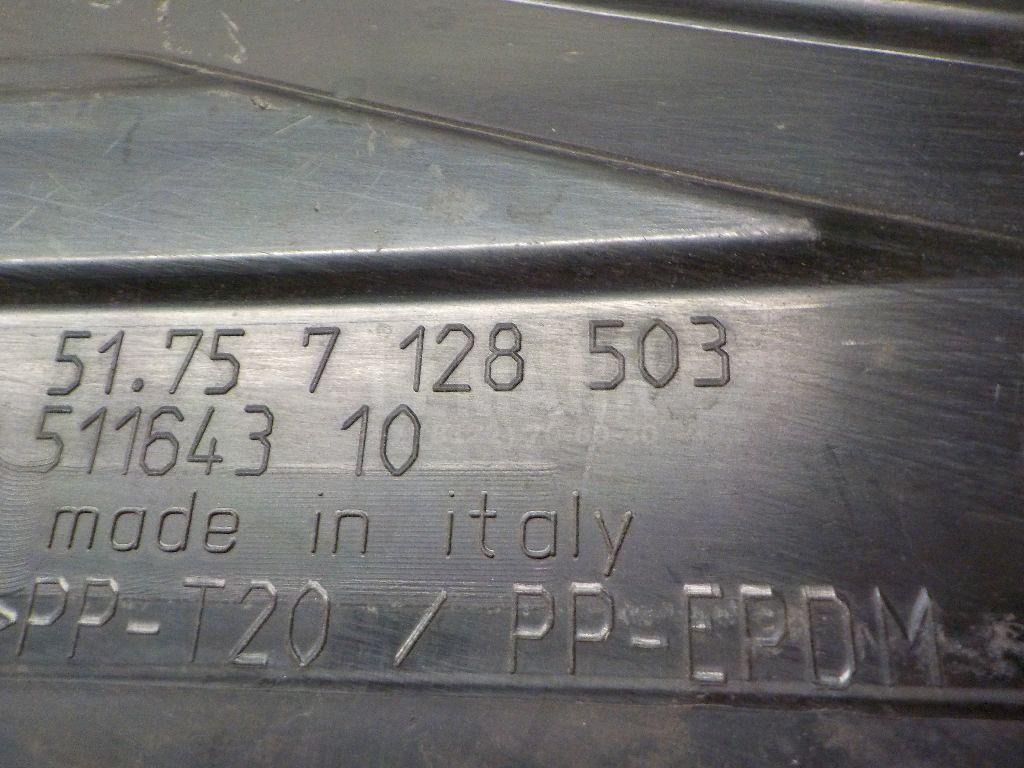 51.75 7 128 503
511643 10
made in italy
>PP-T20 / PP-EPDM